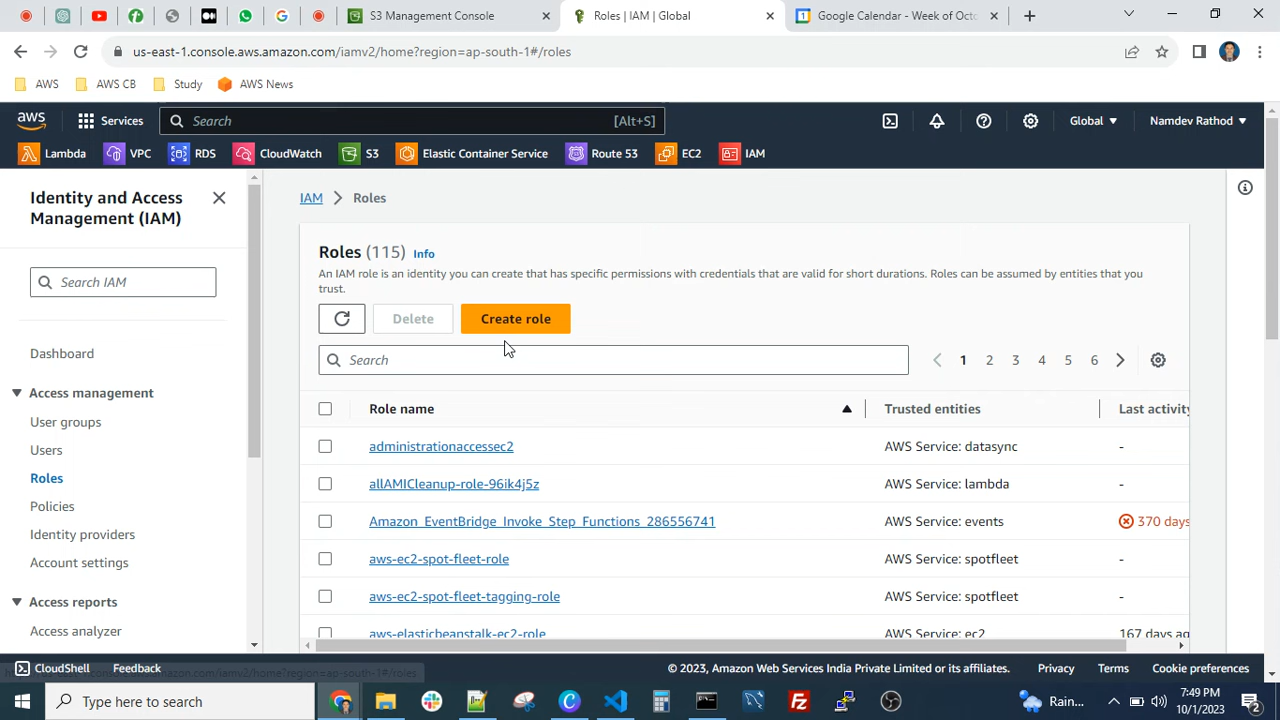 S3 Management Console
Roles | IAM | Global
Google Calendar - Week of Octo
us-east-1.console.aws.amazon.com/iamv2/home?region=ap-south-1#/roles
AWS
AWS CB
Study
AWS News
aws
Services
Search
[Alt+S]
Global
Namdev Rathod
Lambda
VPC
RDS
CloudWatch
S3
Elastic Container Service
Route 53
EC2
IAM
Identity and Access
Management (IAM)
Search IAM
Dashboard
Access management
User groups
Users
Roles
Policies
Identity providers
Account settings
Access reports
Access analyzer
IAM
Roles
Roles (115) Info
An IAM role is an identity you can create that has specific permissions with credentials that are valid for short durations. Roles can be assumed by entities that you
trust.
Delete
Create role
Search
1 2 3 4 5 6
Role name
Trusted entities
Last activity
administrationaccessec2
AWS Service: datasync
-
allAMICleanup-role-96ik4j5z
AWS Service: lambda
-
Amazon_EventBridge_Invoke_Step_Functions_286556741
AWS Service: events
370 days
aws-ec2-spot-fleet-role
AWS Service: spotfleet
-
aws-ec2-spot-fleet-tagging-role
AWS Service: spotfleet
-
aws-elasticbeanstalk-ec2-role
AWS Service: ec2
167 days ag
CloudShell
Feedback
© 2023, Amazon Web Services India Private Limited or its affiliates.
Privacy
Terms
Cookie preferences
Type here to search
Rain...
7:49 PM
10/1/2023
2